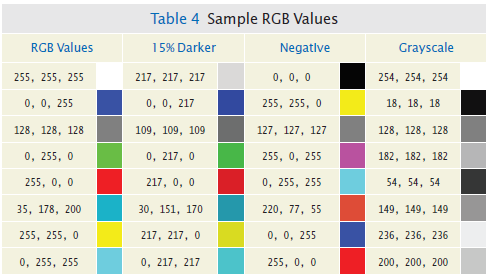 Table 4 Sample RGB Values
RGB Values 15% Darker Negative Grayscale
255, 255, 255 217, 217, 217 0, 0, 0 254, 254, 254
0, 0, 255 0, 0, 217 255, 255, 0 18, 18, 18
128, 128, 128 109, 109, 109 127, 127, 127 128, 128, 128
0, 255, 0 0, 217, 0 255, 0, 255 182, 182, 182
255, 0, 0 217, 0, 0 0, 255, 255 54, 54, 54
35, 178, 200 30, 151, 170 220, 77, 55 149, 149, 149
255, 255, 0 217, 217, 0 0, 0, 255 236, 236, 236
0, 255, 255 0, 217, 217 255, 0, 0 200, 200, 200